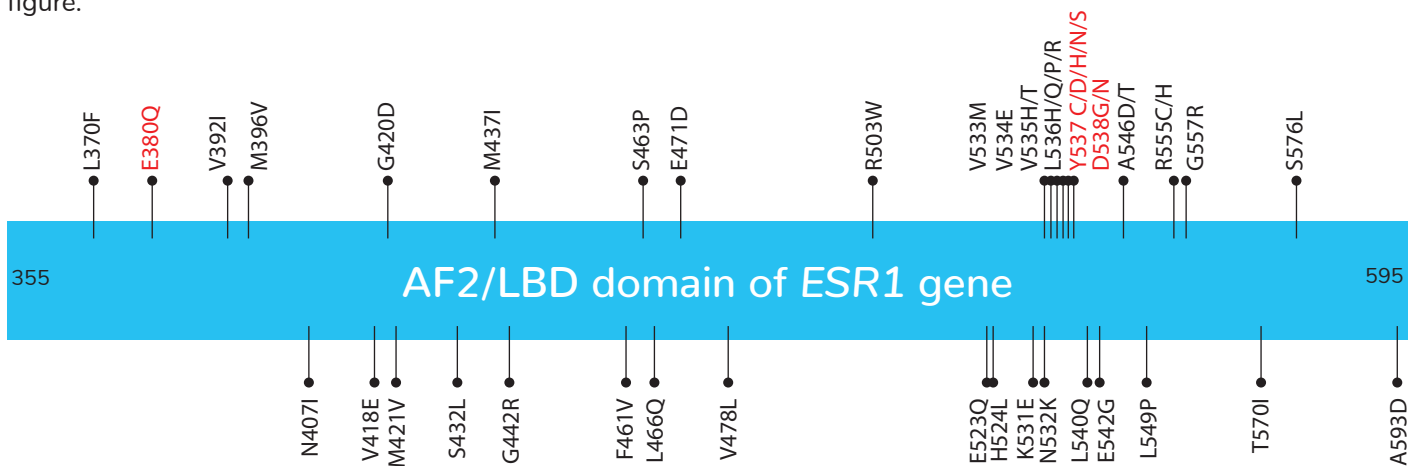 figure.
L370F
E380Q
V392I
M396V
G420D
M437I
S463P
E471D
R503W
V533M
V534E
V535H/T
L536H/Q/P/R
Y537 C/D/H/N/S
D538G/N
A546D/T
R555C/H
G557R
S576L
355
AF2/LBD domain of ESR1 gene
595
N407I
V418E
M421V
S432L
G442R
F461V
L466Q
V478L
E523Q
H524L
K531E
N532K
L540Q
E542G
L549P
T570I
A593D